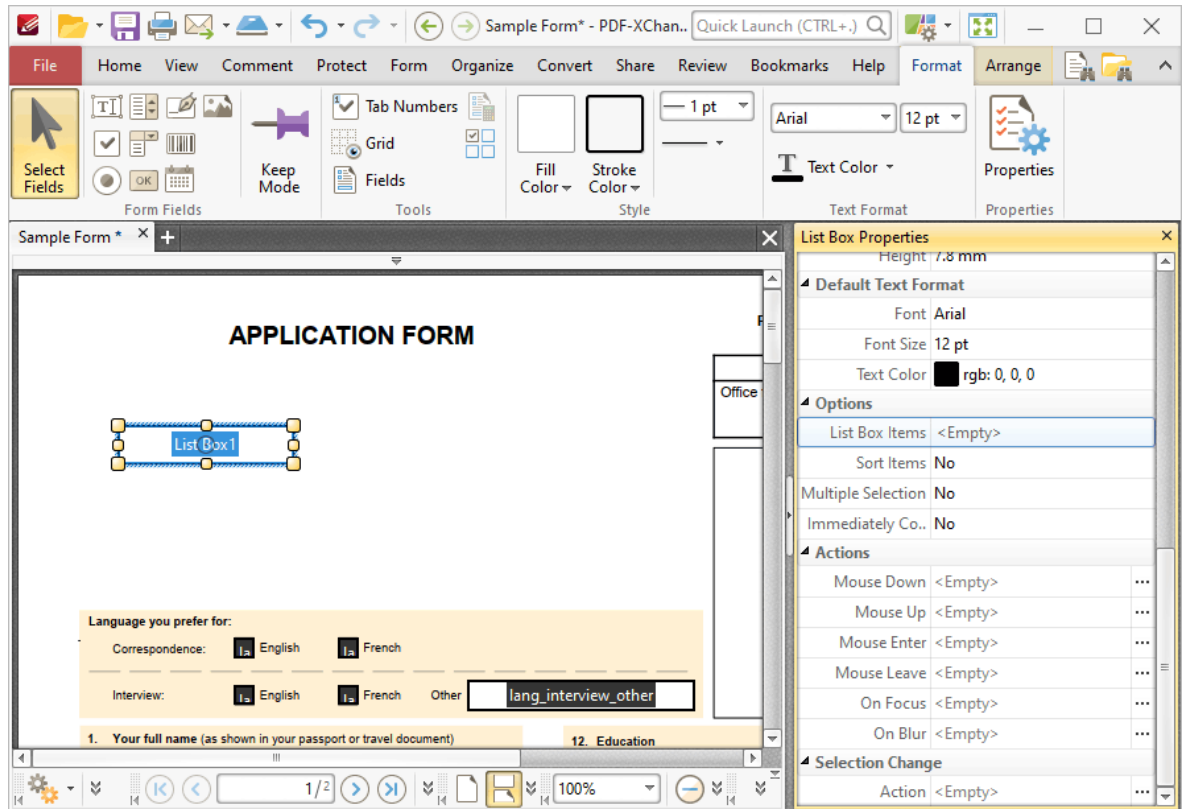 Sample Form* - PDF-XChan..
Quick Launch (CTRL+.)
File Home View Comment Protect Form Organize Convert Share Review Bookmarks Help Format Arrange
Select Fields
OK
Keep Mode
Form Fields
Tab Numbers
Grid
Fields
Tools
Fill Color
Stroke Color
1 pt
Style
Arial
12 pt
T Text Color
Text Format
Properties
Properties
Sample Form *
APPLICATION FORM
Office
List Box1
Language you prefer for:
Correspondence: English French
Interview: English French Other lang_interview_other
1. Your full name (as shown in your passport or travel document)
12. Education
1/2
100%
List Box Properties
Height 7.8 mm
Default Text Format
Font Arial
Font Size 12 pt
Text Color rgb: 0, 0, 0
Options
List Box Items <Empty>
Sort Items No
Multiple Selection No
Immediately Co.. No
Actions
Mouse Down <Empty> ...
Mouse Up <Empty> ...
Mouse Enter <Empty> ...
Mouse Leave <Empty> ...
On Focus <Empty> ...
On Blur <Empty> ...
Selection Change
Action <Empty> ...